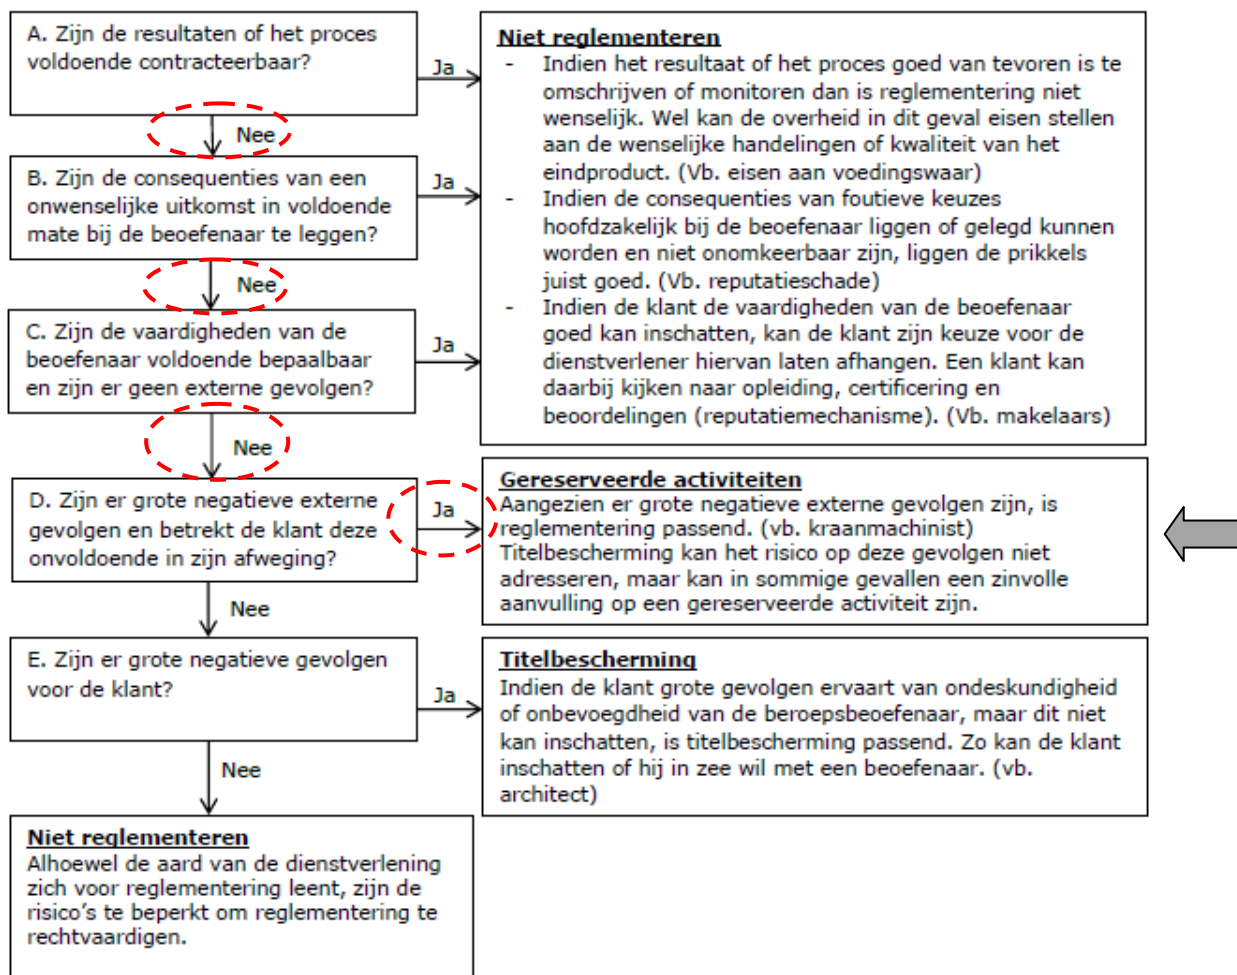 A. Zijn de resultaten of het proces
voldoende contracteerbaar?
Ja
Nee
Niet reglementeren
- Indien het resultaat of het proces goed van tevoren is te
omschrijven of monitoren dan is reglementering niet
wenselijk. Wel kan de overheid in dit geval eisen stellen
aan de wenselijke handelingen of kwaliteit van het
eindproduct. (Vb. eisen aan voedingswaar)
- Indien de consequenties van foutieve keuzes
hoofdzakelijk bij de beoefenaar liggen of gelegd kunnen
worden en niet onomkeerbaar zijn, liggen de prikkels
juist goed. (Vb. reputatieschade)
- Indien de klant de vaardigheden van de beoefenaar
goed kan inschatten, kan de klant zijn keuze voor de
dienstverlener hiervan laten afhangen. Een klant kan
daarbij kijken naar opleiding, certificering en
beoordelingen (reputatiemechanisme). (Vb. makelaars)
B. Zijn de consequenties van een
onwenselijke uitkomst in voldoende
mate bij de beoefenaar te leggen?
Ja
Nee
C. Zijn de vaardigheden van de
beoefenaar voldoende bepaalbaar
en zijn er geen externe gevolgen?
Ja
Nee
D. Zijn er grote negatieve externe
gevolgen en betrekt de klant deze
onvoldoende in zijn afweging?
Ja
Nee
Gereserveerde activiteiten
Aangezien er grote negatieve externe gevolgen zijn, is
reglementering passend. (vb. kraanmachinist)
Titelbescherming kan het risico op deze gevolgen niet
adresseren, maar kan in sommige gevallen een zinvolle
aanvulling op een gereserveerde activiteit zijn.
E. Zijn er grote negatieve gevolgen
voor de klant?
Ja
Nee
Titelbescherming
Indien de klant grote gevolgen ervaart van ondeskundigheid
of onbevoegdheid van de beroepsbeoefenaar, maar dit niet
kan inschatten, is titelbescherming passend. Zo kan de klant
inschatten of hij in zee wil met een beoefenaar. (vb.
architect)
Niet reglementeren
Alhoewel de aard van de dienstverlening
zich voor reglementering leent, zijn de
risico's te beperkt om reglementering te
rechtvaardigen.